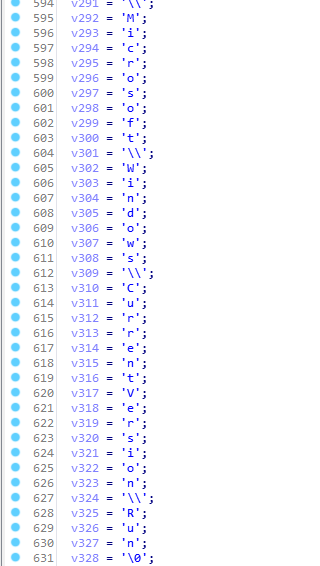 594 v291 = '\\';
595 v292 = 'M';
596 v293 = 'i';
597 v294 = 'c';
598 v295 = 'r';
599 v296 = 'o';
600 v297 = 's';
601 v298 = 'o';
602 v299 = 'f';
603 v300 = 't';
604 v301 = '\\';
605 v302 = 'W';
606 v303 = 'i';
607 v304 = 'n';
608 v305 = 'd';
609 v306 = 'o';
610 v307 = 'w';
611 v308 = 's';
612 v309 = '\\';
613 v310 = 'C';
614 v311 = 'u';
615 v312 = 'r';
616 v313 = 'r';
617 v314 = 'e';
618 v315 = 'n';
619 v316 = 't';
620 v317 = 'V';
621 v318 = 'e';
622 v319 = 'r';
623 v320 = 's';
624 v321 = 'i';
625 v322 = 'o';
626 v323 = 'n';
627 v324 = '\\';
628 v325 = 'R';
629 v326 = 'u';
630 v327 = 'n';
631 v328 = '\0';